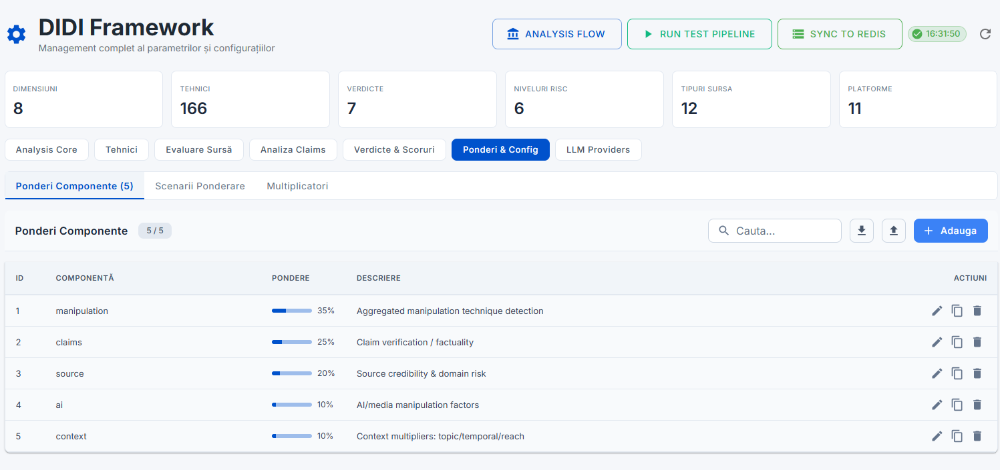 DIDI Framework
Management complet al parametrilor și configurațiilor
ANALYSIS FLOW
RUN TEST PIPELINE
SYNC TO REDIS
16:31:50
DIMENSIUNI
8
TEHNICI
166
VERDICTE
7
NIVELURI RISC
6
TIPURI SURSA
12
PLATFORME
11
Analysis Core
Tehnici
Evaluare Sursă
Analiza Claims
Verdicte & Scoruri
Ponderi & Config
LLM Providers
Ponderi Componente (5)
Scenarii Ponderare
Multiplicatori
Ponderi Componente
5 / 5
Cauta...
Adauga
ID COMPONENTĂ PONDERE DESCRIERE ACTIUNI
1 manipulation 35% Aggregated manipulation technique detection
2 claims 25% Claim verification / factuality
3 source 20% Source credibility & domain risk
4 ai 10% AI/media manipulation factors
5 context 10% Context multipliers: topic/temporal/reach